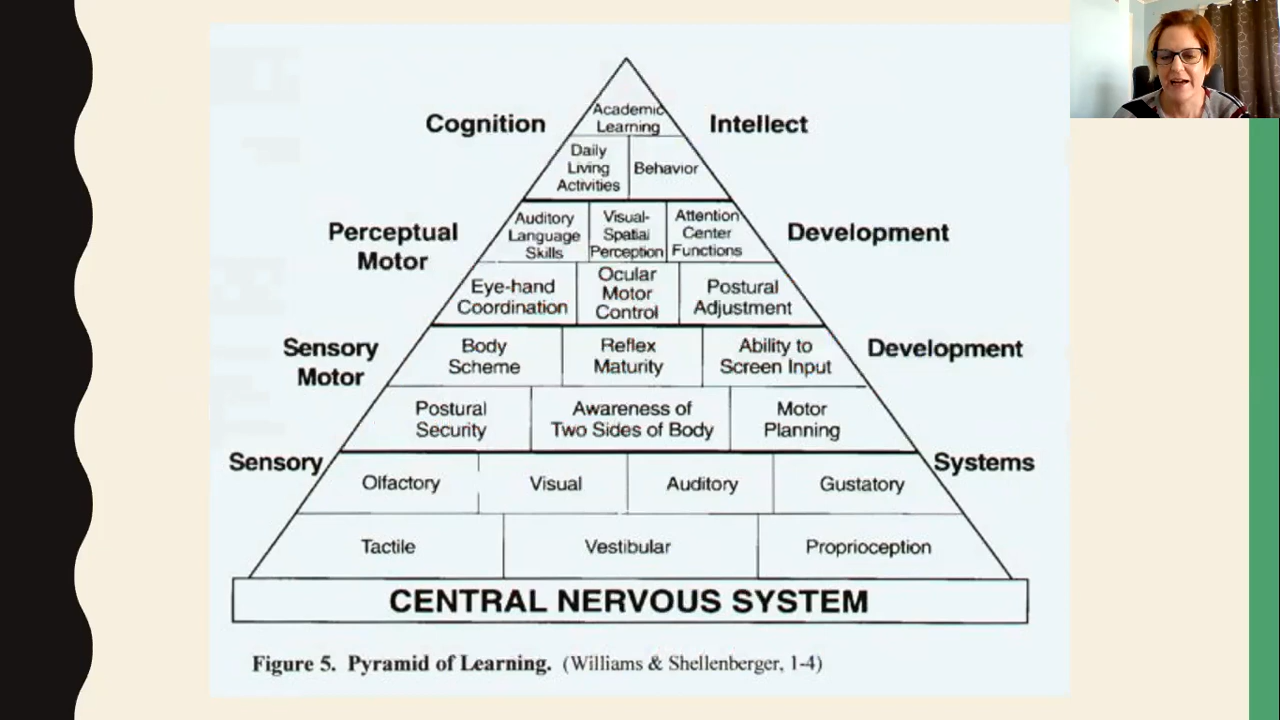 Academic
Learning
Cognition
Intellect
Daily
Living
Activities
Behavior
Perceptual
Motor
Auditory
Language
Skills
Visual-
Spatial
Perception
Attention
Center
Functions
Development
Eye-hand
Coordination
Ocular
Motor
Control
Postural
Adjustment
Sensory
Motor
Body
Scheme
Reflex
Maturity
Ability to
Screen Input
Development
Postural
Security
Awareness of
Two Sides of Body
Motor
Planning
Sensory
Systems
Olfactory
Visual
Auditory
Gustatory
Tactile
Vestibular
Proprioception
CENTRAL NERVOUS SYSTEM
Figure 5. Pyramid of Learning. (Williams & Shellenberger, 1-4)